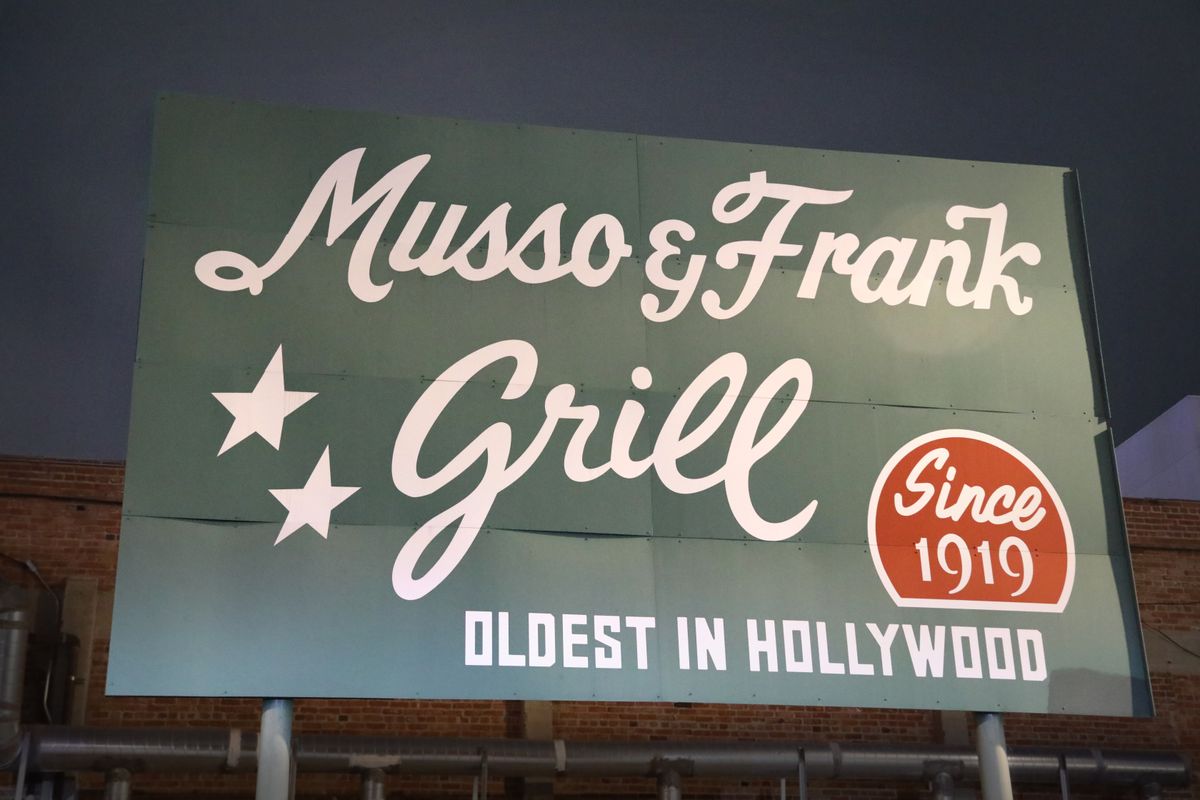 Musso & Frank
Grill
Since
1919
OLDEST IN HOLLYWOOD